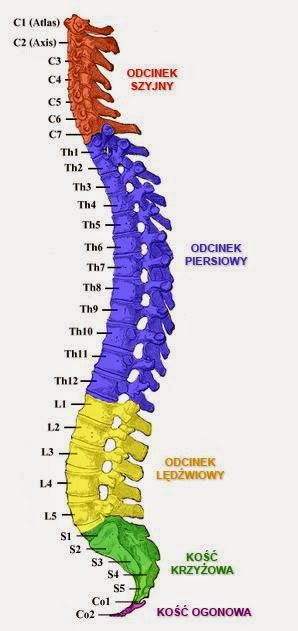 C1 (Atlas)
C2 (Axis)
C3
C4
C5
C6
C7
ODCINEK
SZYJNY
Th1
Th2
Th3
Th4
Th5
Th6
Th7
Th8
Th9
Th10
Th11
Th12
ODCINEK
PIERSIOWY
L1
L2
L3
L4
L5
ODCINEK
LĘDŹWIOWY
S1
S2
S3
S4
S5
KOŚĆ
KRZYŻOWA
Co1
Co2
KOŚĆ OGONOWA